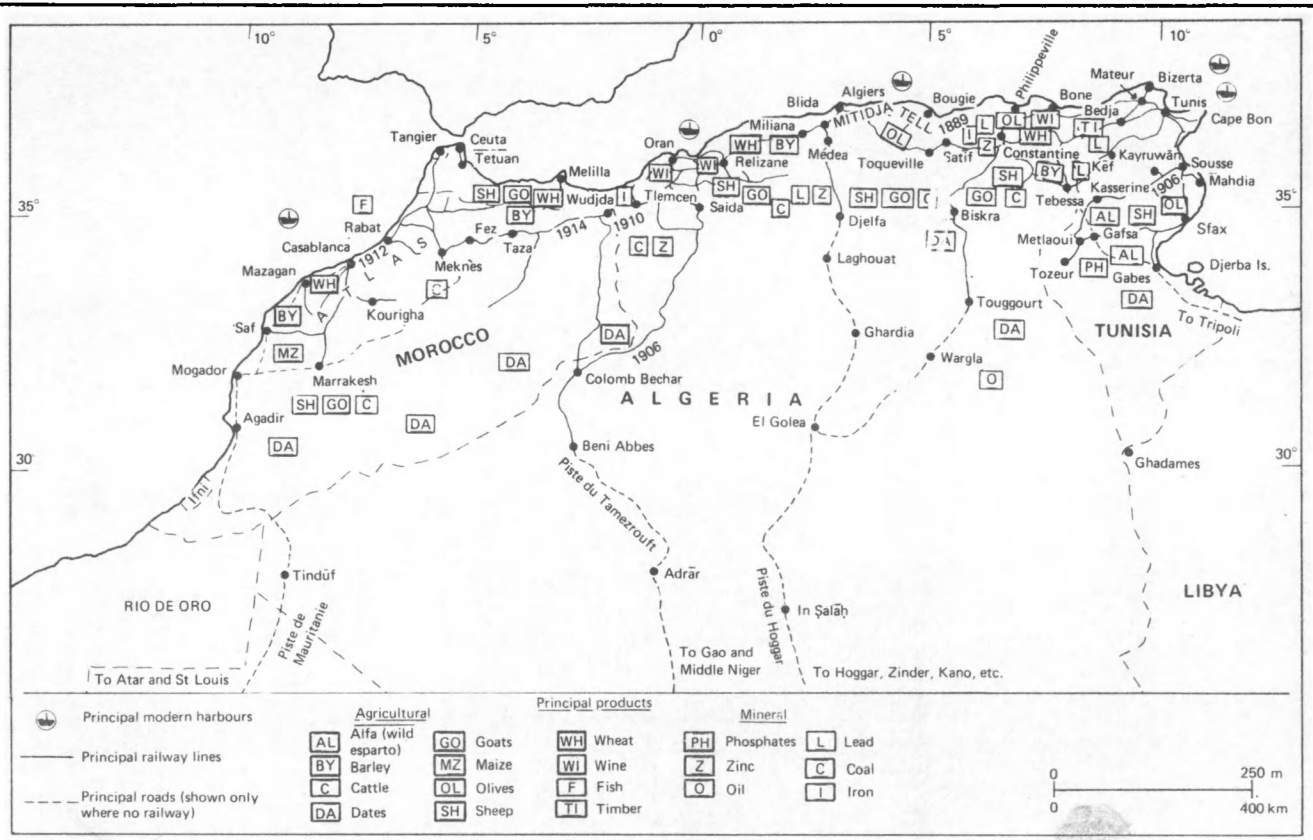 10°
5°
0°
5°
10°
Philippeville
Mateur
Bizerta
Algiers
Bougie
Bone
Blida
Tunis
MITIDJA TELL
1889
Bedja
Cape Bon
Tangier
Ceuta
Tetuan
Oran
Miliana
WH
BY
OL
L
OL
WI
TI
I
WH
L
Médea
Toqueville
Satif
Z
Constantine
Kayruwān
Sousse
Melilla
WI
WI
Relizane
SH
BY
L
Kēf
Kasserine
1906
Mahdia
SH
GO
WH
Wudjda
I
Tlemcen
SH
GO
L
Z
SH
GO
GO
C
Tebessa
OL
35°
F
BY
Saida
C
Biskra
AL
SH
35°
Rabat
1910
Djelfa
Sfax
Casablanca
Fez
Taza
1914
C
Z
DA
Metlaoui
Gafsa
1912
ATLAS
Meknès
Laghouat
AL
Mazagan
WH
Tozeur
PH
Gabes
Djerba Is.
C
Kourigha
Touggourt
DA
BY
To Tripoli
Saf
MOROCCO
DA
Ghardia
DA
TUNISIA
MZ
DA
1906
Wargla
Mogador
Marrakesh
Colomb Bechar
O
SH
GO
C
ALGERIA
Agadir
DA
El Golea
DA
Beni Abbes
30°
Ghadames
30°
Ifni
Piste du Tamezrouft
Tindūf
Adrār
Piste du Hoggar
RIO DE ORO
In Ṣalāḥ
LIBYA
Piste de
Mauritanie
To Gao and
Middle Niger
To Atar and St Louis
To Hoggar, Zinder, Kano, etc.
Principal modern harbours
Principal railway lines
Principal roads (shown only
where no railway)
Principal products
Agricultural
AL Alfa (wild
esparto)
BY Barley
C Cattle
DA Dates
GO Goats
MZ Maize
OL Olives
SH Sheep
WH Wheat
WI Wine
F Fish
TI Timber
Mineral
PH Phosphates
Z Zinc
O Oil
L Lead
C Coal
I Iron
0 250 m
0 400 km